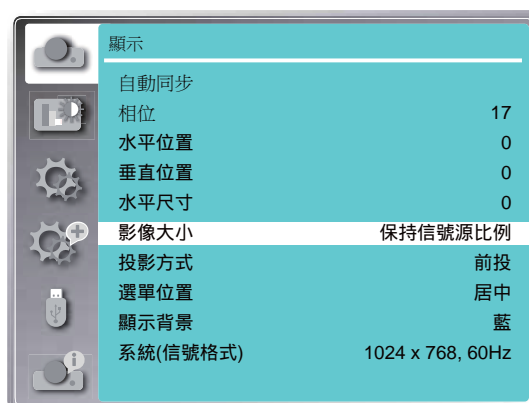 顯示
自動同步
相位 17
水平位置 0
垂直位置 0
水平尺寸 0
影像大小 保持信號源比例
投影方式 前投
選單位置 居中
顯示背景 藍
系統(信號格式) 1024 x 768, 60Hz